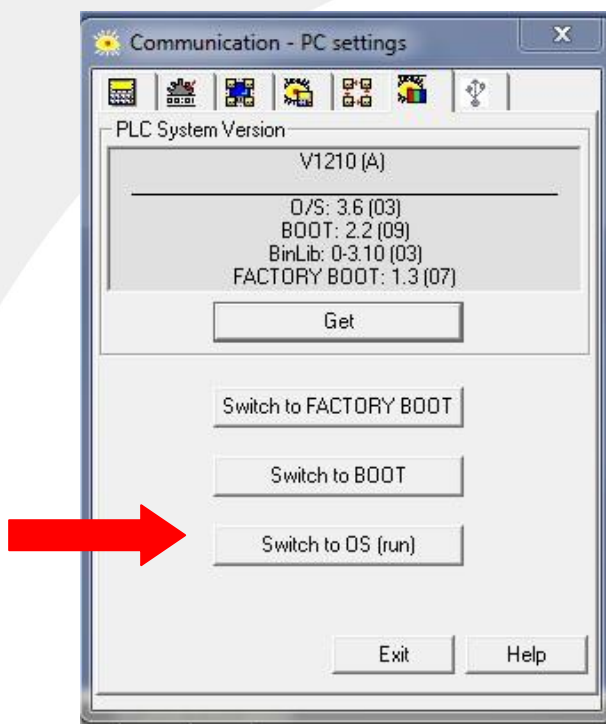 Communication - PC settings
PLC System Version
V1210 (A)
O/S: 3.6 (03)
BOOT: 2.2 (09)
BinLib: 0-3.10 (03)
FACTORY BOOT: 1.3 (07)
Get
Switch to FACTORY BOOT
Switch to BOOT
Switch to OS (run)
Exit Help